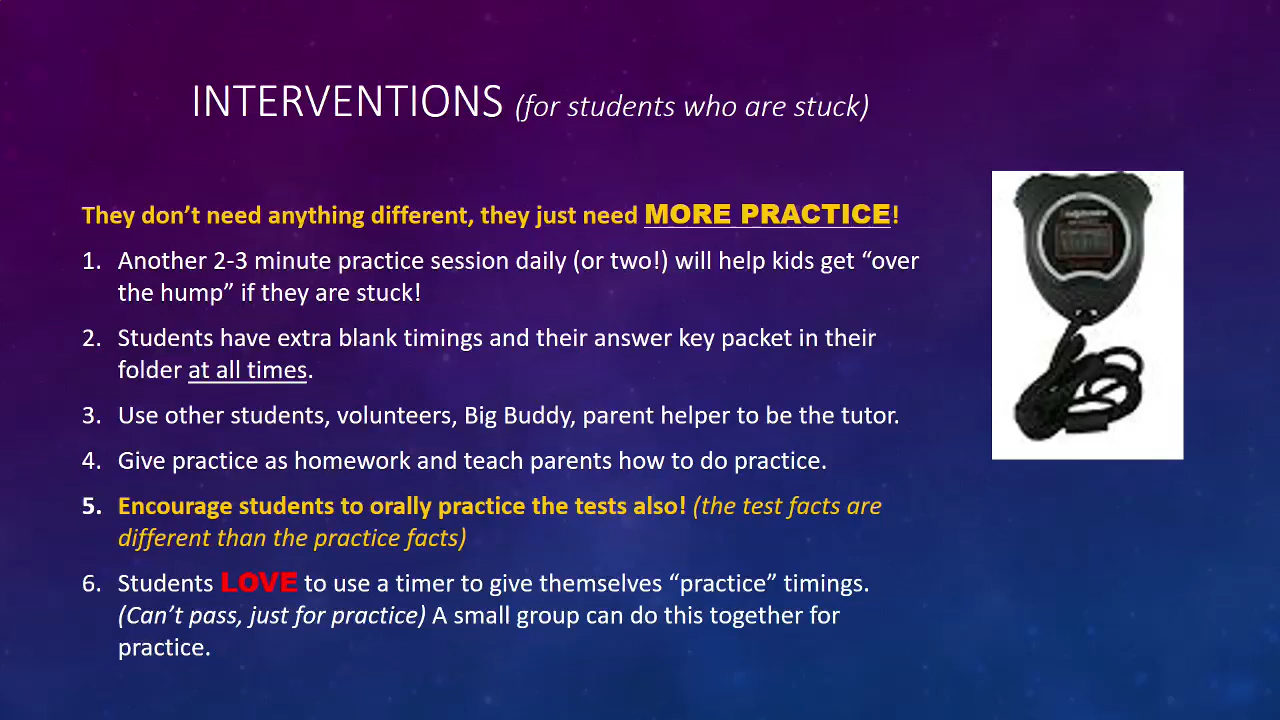 INTERVENTIONS (for students who are stuck)
They don’t need anything different, they just need MORE PRACTICE!
1. Another 2-3 minute practice session daily (or two!) will help kids get “over
the hump” if they are stuck!
2. Students have extra blank timings and their answer key packet in their
folder at all times.
3. Use other students, volunteers, Big Buddy, parent helper to be the tutor.
4. Give practice as homework and teach parents how to do practice.
5. Encourage students to orally practice the tests also! (the test facts are
different than the practice facts)
6. Students LOVE to use a timer to give themselves “practice” timings.
(Can’t pass, just for practice) A small group can do this together for
practice.